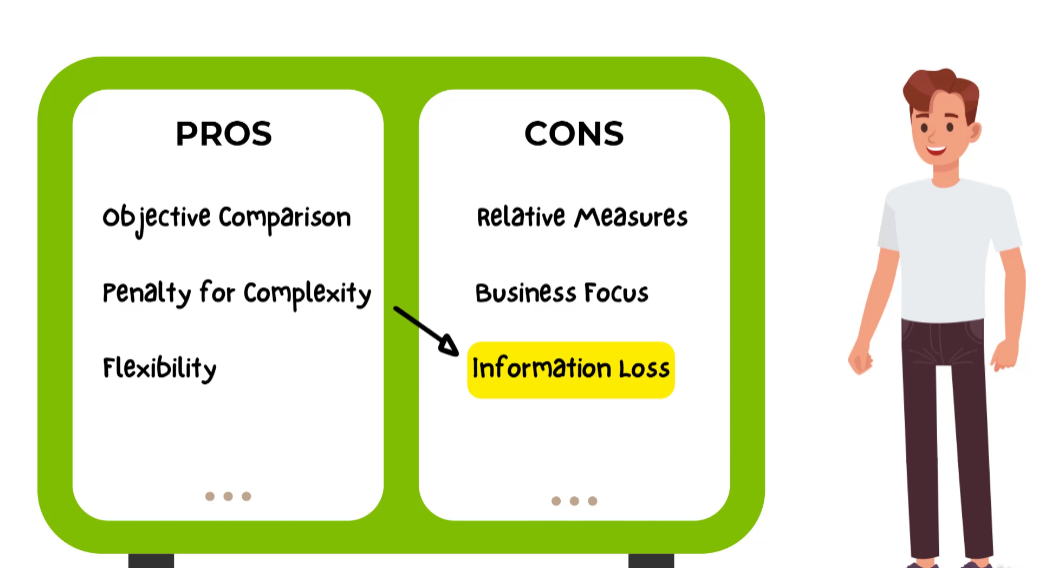 PROS
Objective Comparison
Penalty for Complexity
Flexibility
CONS
Relative Measures
Business Focus
Information Loss